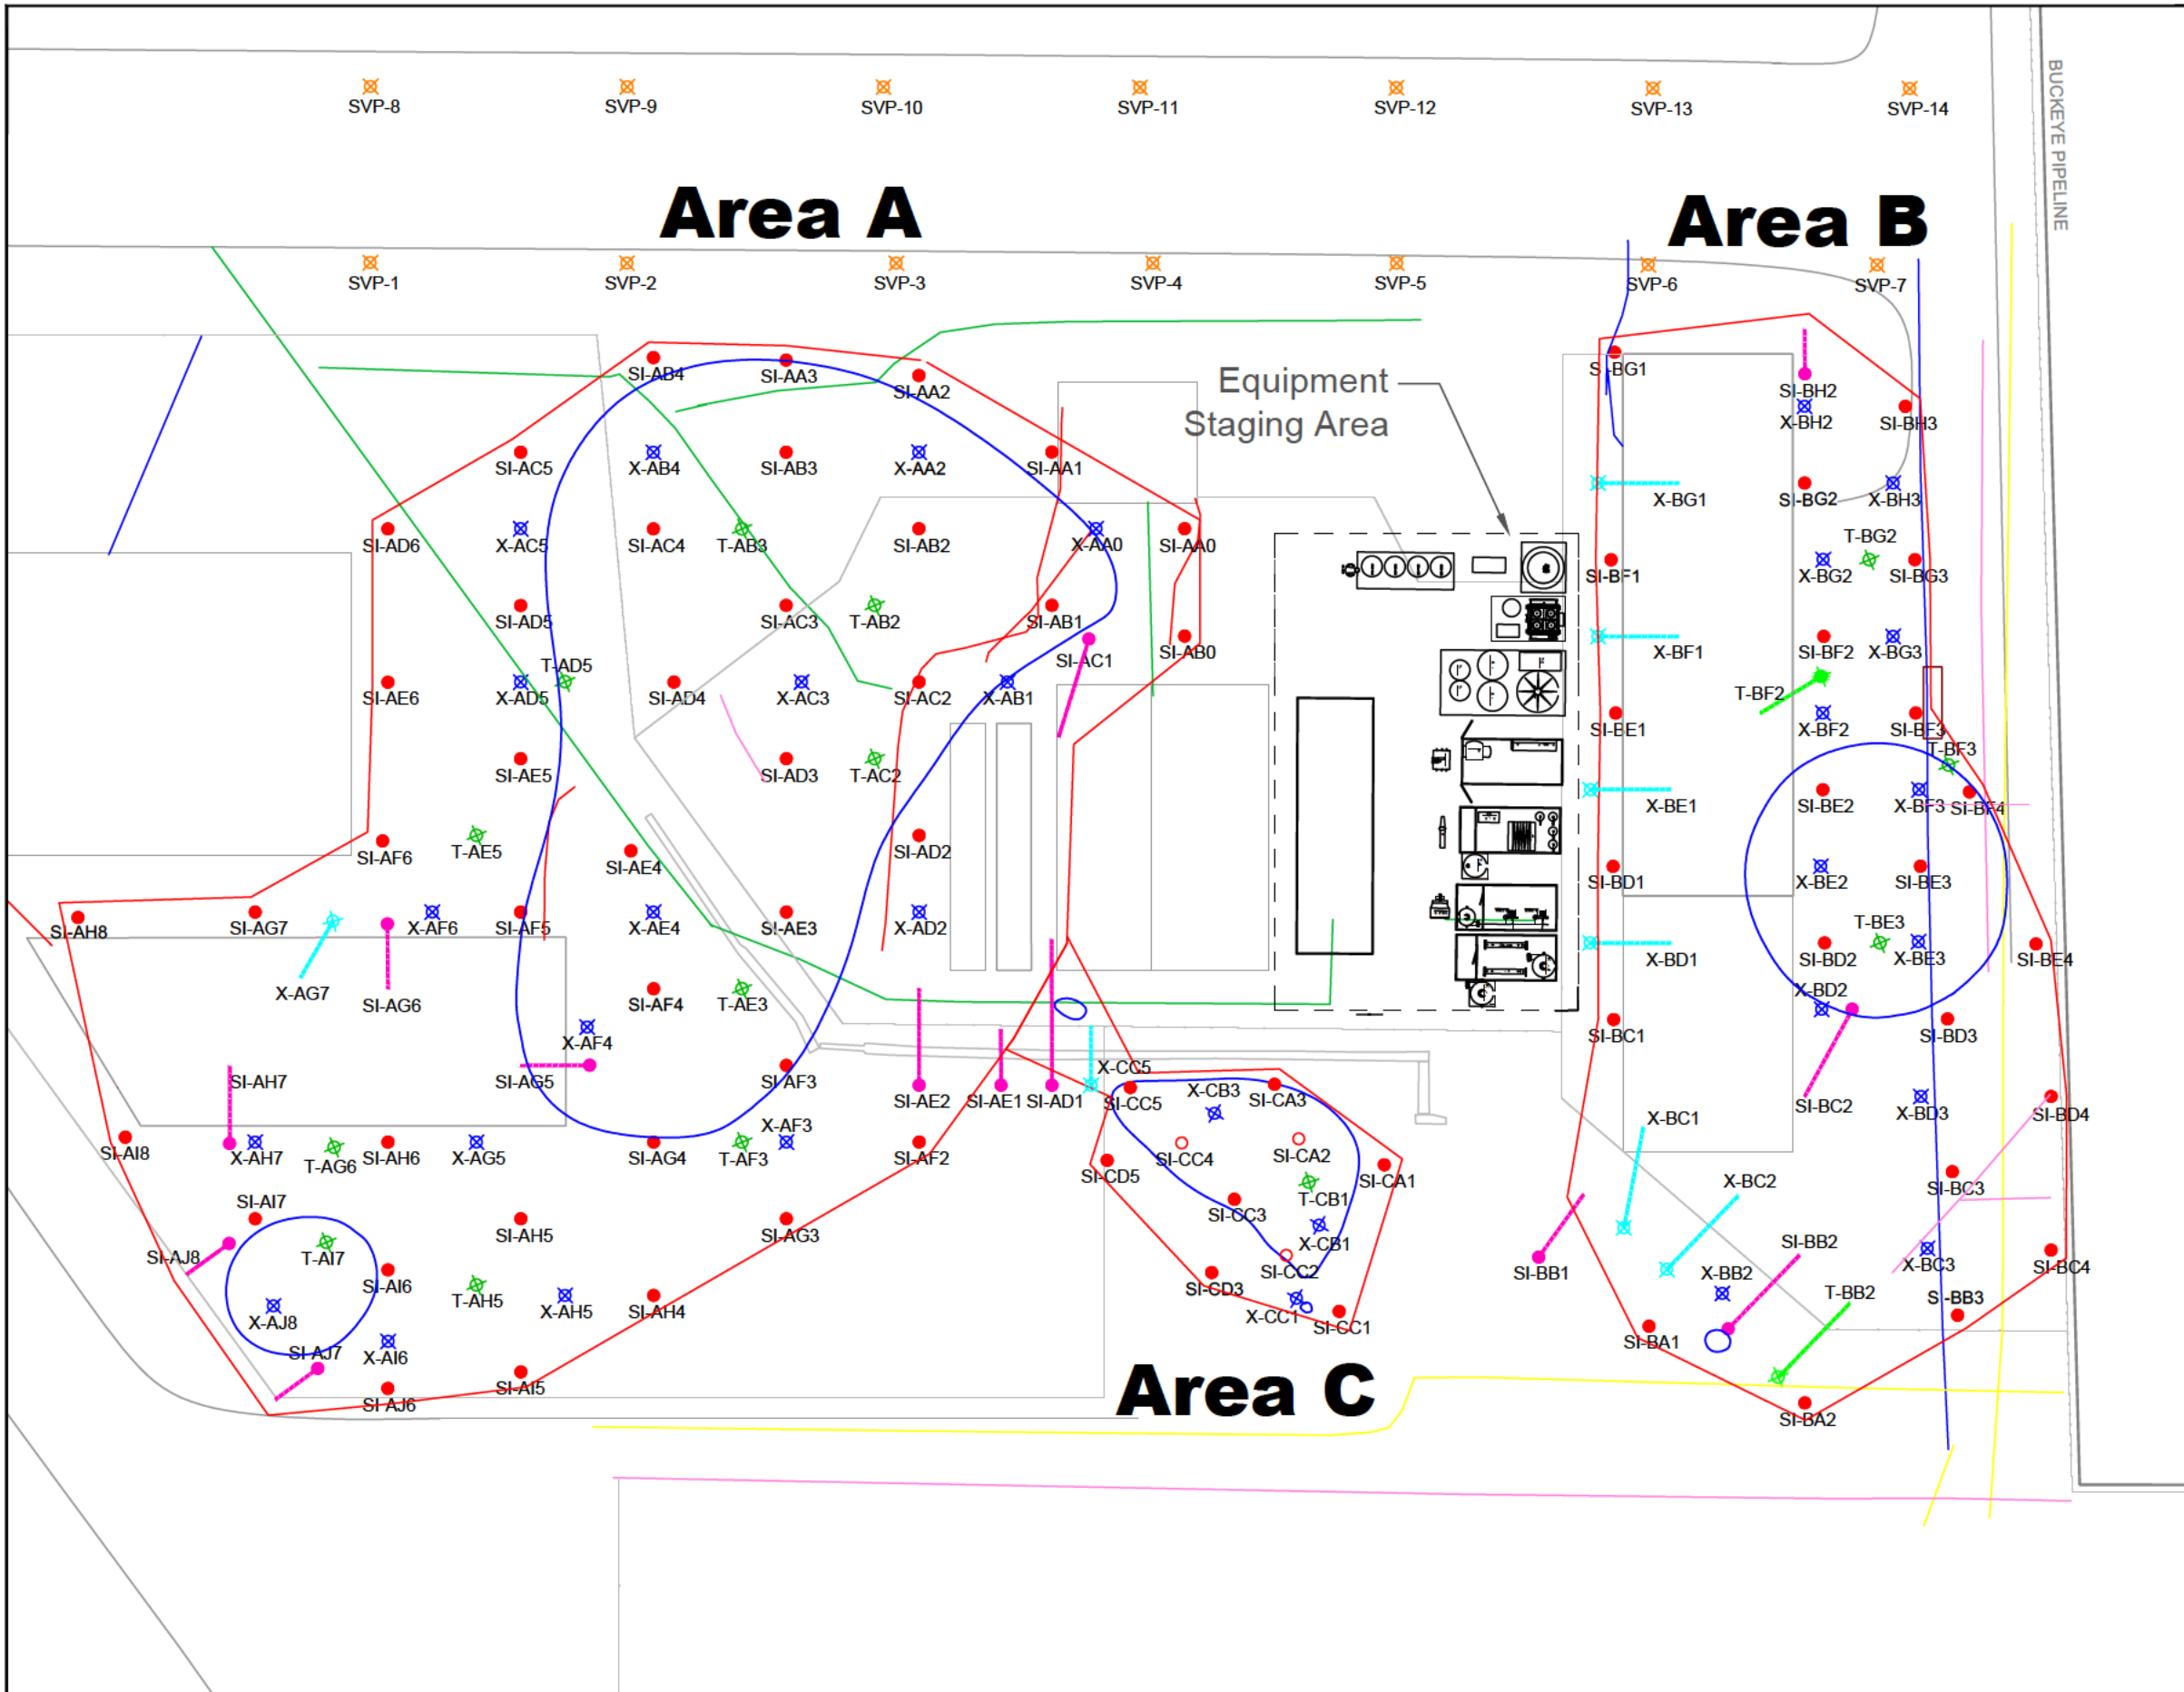 BUCKEYE PIPELINE
SVP-8
SVP-9
SVP-10
SVP-11
SVP-12
SVP-13
SVP-14
Area A
Area B
SVP-1
SVP-2
SVP-3
SVP-4
SVP-5
SVP-6
SVP-7
Equipment
Staging Area
SI-AB4
SI-AA3
SI-AA2
SI-BG1
SI-BH2
X-BH2
SI-BH3
SI-AC5
X-AB4
SI-AB3
X-AA2
SI-AA1
X-BG1
SI-BG2
X-BH3
SI-AD6
X-AC5
SI-AC4
T-AB3
SI-AB2
X-AA0
SI-AA0
T-BG2
SI-BF1
X-BG2
SI-BG3
SI-AD5
SI-AC3
T-AB2
SI-AB1
SI-AB0
SI-AC1
X-BF1
SI-BF2
X-BG3
T-AD5
SI-AE6
X-AD5
SI-AD4
X-AC3
SI-AC2
X-AB1
T-BF2
SI-BE1
X-BF2
SI-BF3
T-BF3
SI-AE5
SI-AD3
T-AC2
X-BE1
SI-BE2
X-BF3
SI-BF4
SI-AF6
T-AE5
SI-AE4
SI-AD2
SI-BD1
X-BE2
SI-BE3
SI-AH8
SI-AG7
X-AF6
SI-AF5
X-AE4
SI-AE3
X-AD2
T-BE3
X-BD1
SI-BD2
X-BE3
SI-BE4
X-AG7
SI-AG6
SI-AF4
T-AE3
X-BD2
X-AF4
SI-BC1
SI-BD3
SI-AH7
SI-AG5
SI-AF3
X-CC5
SI-AE2
SI-AE1
SI-AD1
SI-CC5
X-CB3
SI-CA3
X-BC1
SI-BC2
X-BD3
SI-BD4
X-AF3
SI-AI8
X-AH7
T-AG6
SI-AH6
X-AG5
SI-AG4
T-AF3
SI-AF2
SI-CD5
SI-CC4
SI-CA2
SI-CA1
X-BC2
SI-BC3
SI-AI7
SI-AH5
SI-AG3
SI-CC3
T-CB1
SI-AJ8
T-AI7
X-CB1
SI-BB2
SI-AI6
SI-CC2
SI-BB1
X-BB2
X-BC3
SI-BC4
T-AH5
X-AH5
SI-AH4
SI-CD3
T-BB2
SI-BB3
X-AJ8
X-CC1
SI-CC1
SI-BA1
SI-AJ7
X-AI6
SI-AI5
SI-AJ6
Area C
SI-BA2